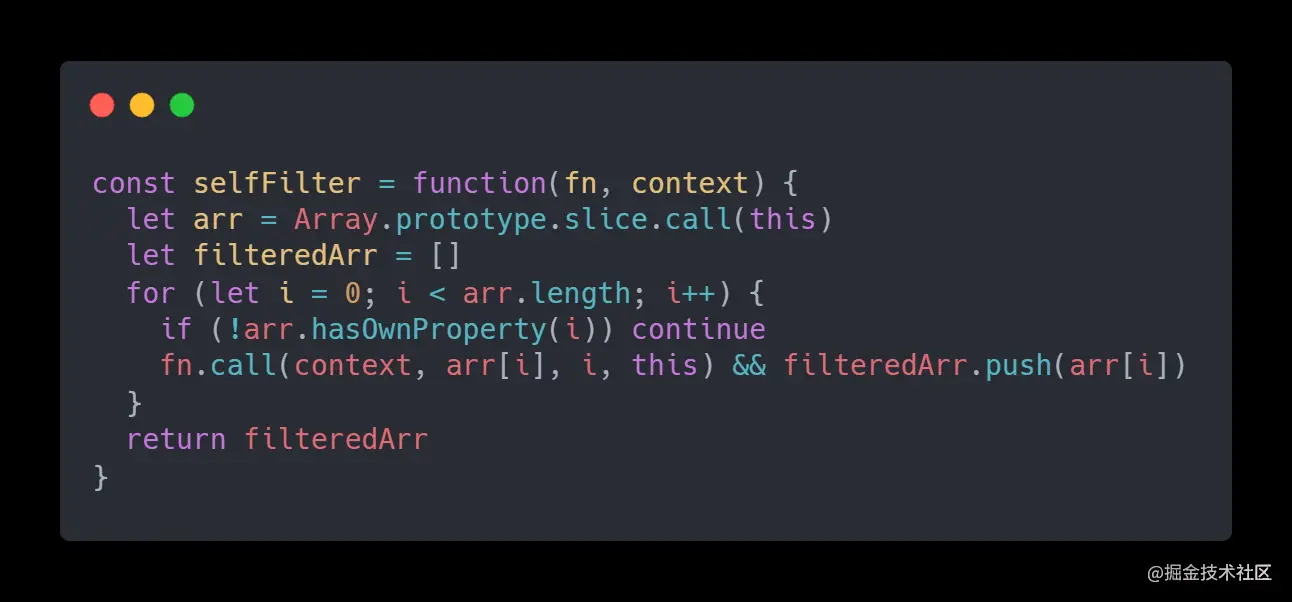 const selfFilter = function(fn, context) {
  let arr = Array.prototype.slice.call(this)
  let filteredArr = []
  for (let i = 0; i < arr.length; i++) {
    if (!arr.hasOwnProperty(i)) continue
    fn.call(context, arr[i], i, this) && filteredArr.push(arr[i])
  }
  return filteredArr
}
@掘金技术社区